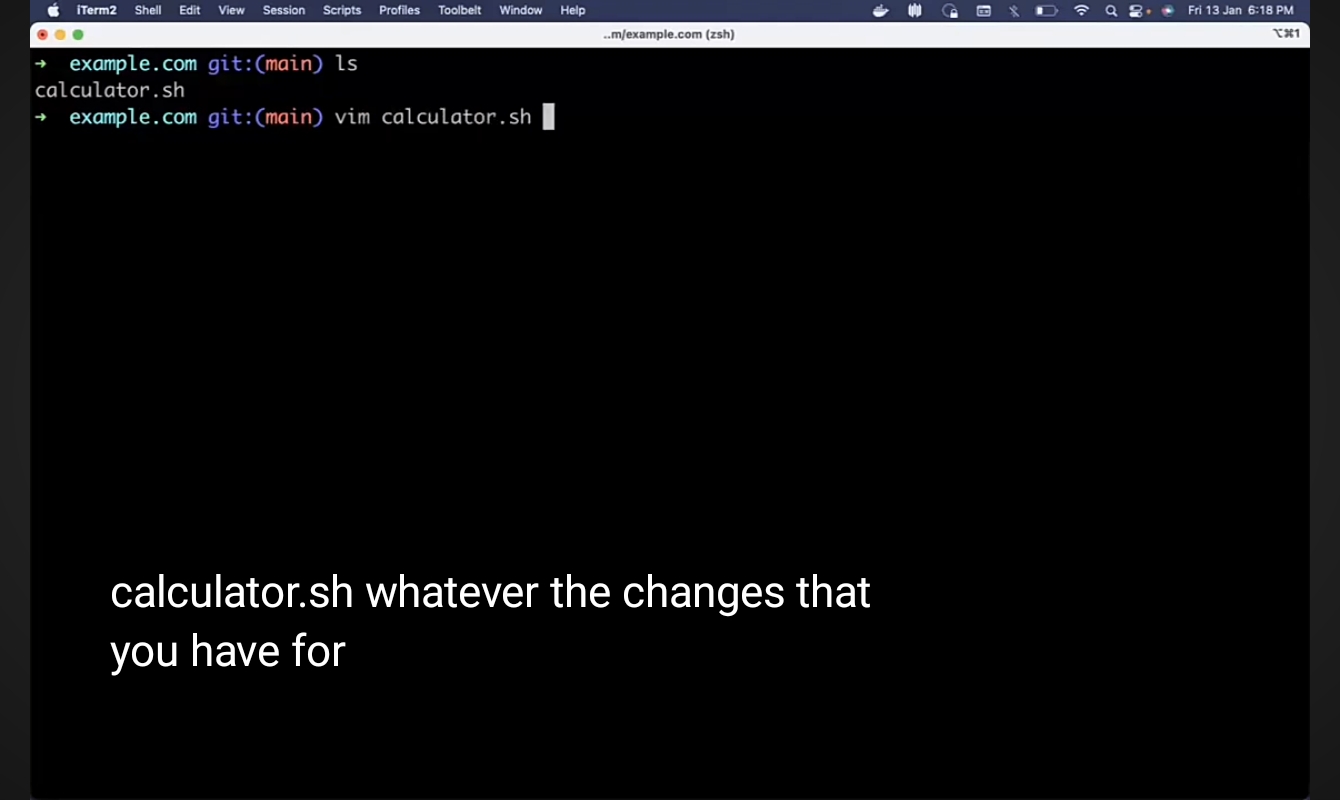 iTerm2 Shell Edit View Session Scripts Profiles Toolbelt Window Help Fri 13 Jan 6:18 PM
..m/example.com (zsh) ⌥⌘1
➜ example.com git:(main) ls
calculator.sh
➜ example.com git:(main) vim calculator.sh
calculator.sh whatever the changes that
you have for